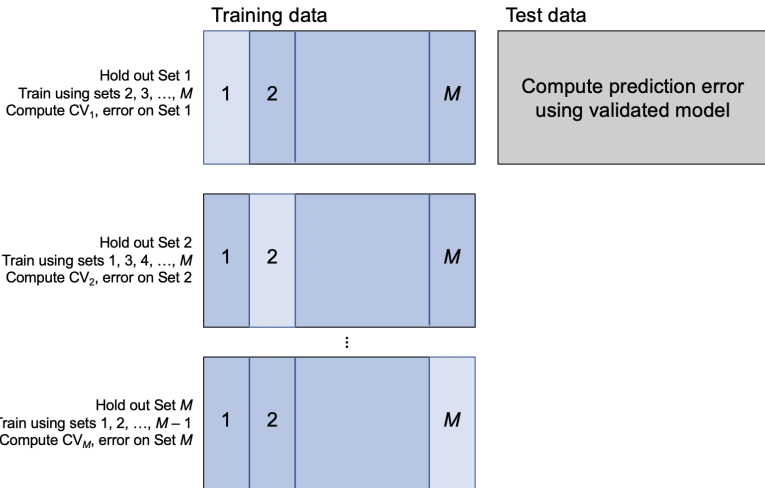 Training data
Test data
Hold out Set 1
Train using sets 2, 3, …, M
Compute CV₁, error on Set 1
1 2 M
Compute prediction error
using validated model
Hold out Set 2
Train using sets 1, 3, 4, …, M
Compute CV₂, error on Set 2
1 2 M
⋮
Hold out Set M
Train using sets 1, 2, …, M – 1
Compute CVM, error on Set M
1 2 M